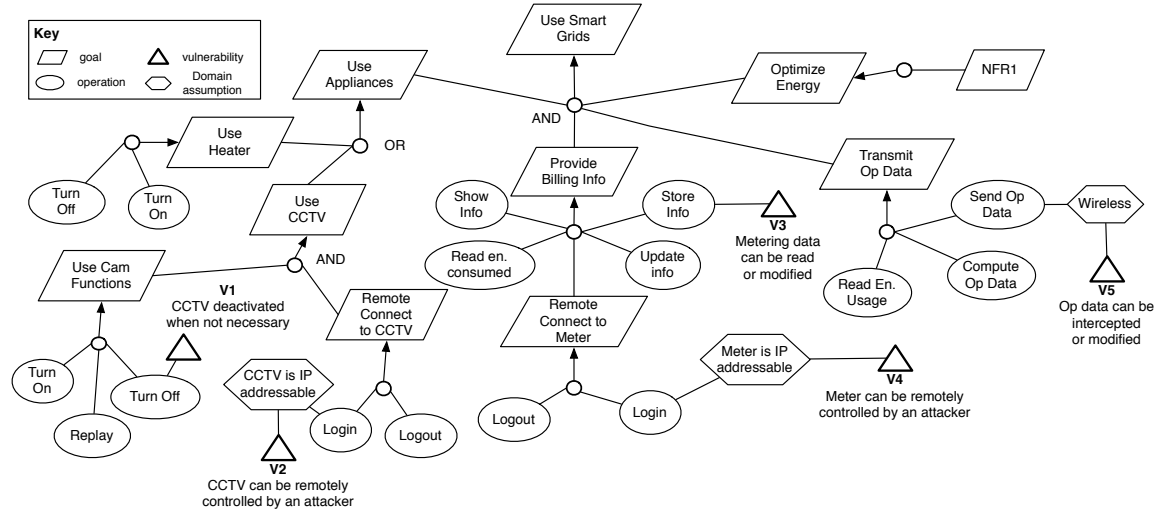 Key
goal
vulnerability
operation
Domain
assumption
Use Smart
Grids
Use
Appliances
Optimize
Energy
NFR1
AND
OR
Use
Heater
Turn
Off
Turn
On
Provide
Billing Info
Transmit
Op Data
Use
CCTV
Show
Info
Store
Info
Read en.
consumed
Update
info
V3
Metering data
can be read
or modified
Send Op
Data
Wireless
Read En.
Usage
Compute
Op Data
V5
Op data can be
intercepted
or modified
AND
Use Cam
Functions
V1
CCTV deactivated
when not necessary
Remote
Connect
to CCTV
Remote
Connect to
Meter
Turn
On
Replay
Turn Off
CCTV is IP
addressable
Login
Logout
V2
CCTV can be remotely
controlled by an attacker
Logout
Login
Meter is IP
addressable
V4
Meter can be remotely
controlled by an attacker